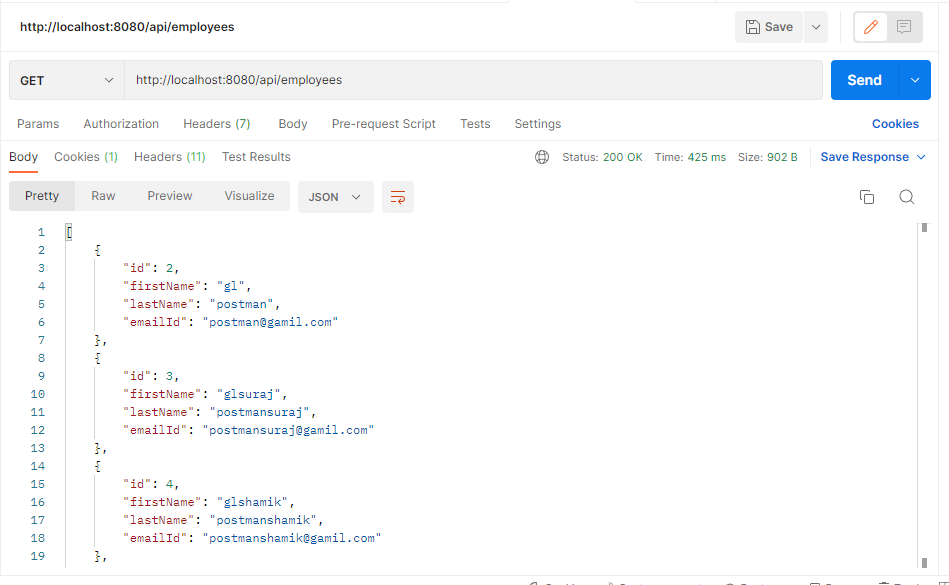 http://localhost:8080/api/employees Save
GET http://localhost:8080/api/employees Send
Params Authorization Headers (7) Body Pre-request Script Tests Settings Cookies
Body Cookies (1) Headers (11) Test Results Status: 200 OK Time: 425 ms Size: 902 B Save Response
Pretty Raw Preview Visualize JSON
1 [
2 {
3 "id": 2,
4 "firstName": "gl",
5 "lastName": "postman",
6 "emailId": "postman@gamil.com"
7 },
8 {
9 "id": 3,
10 "firstName": "glsuraj",
11 "lastName": "postmansuraj",
12 "emailId": "postmansuraj@gamil.com"
13 },
14 {
15 "id": 4,
16 "firstName": "glshamik",
17 "lastName": "postmanshamik",
18 "emailId": "postmanshamik@gamil.com"
19 },